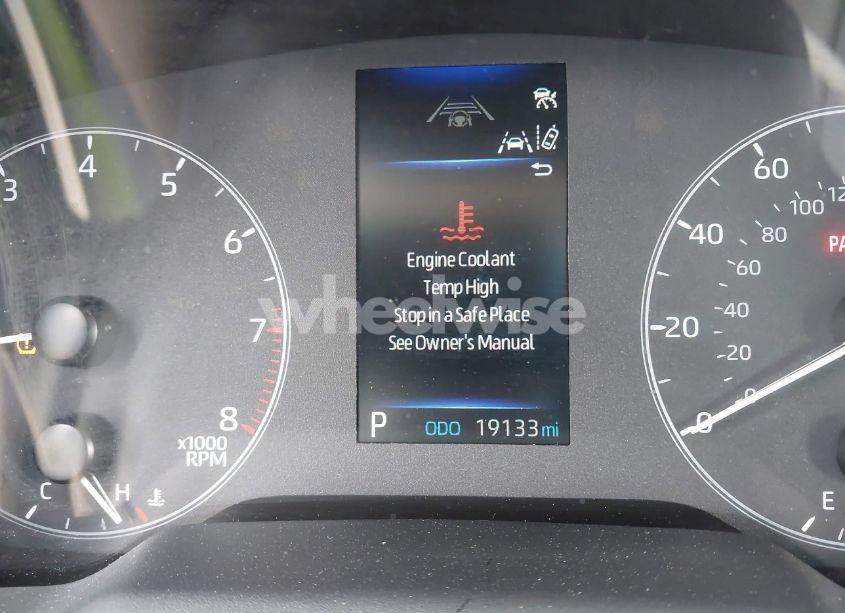 3
4
5
6
7
8
x1000
RPM
C
H
Engine Coolant
Temp High
Stop in a Safe Place
See Owner's Manual
P ODO 19133 mi
wheelwise
60
40
20
0
100
80
60
40
20
0
E